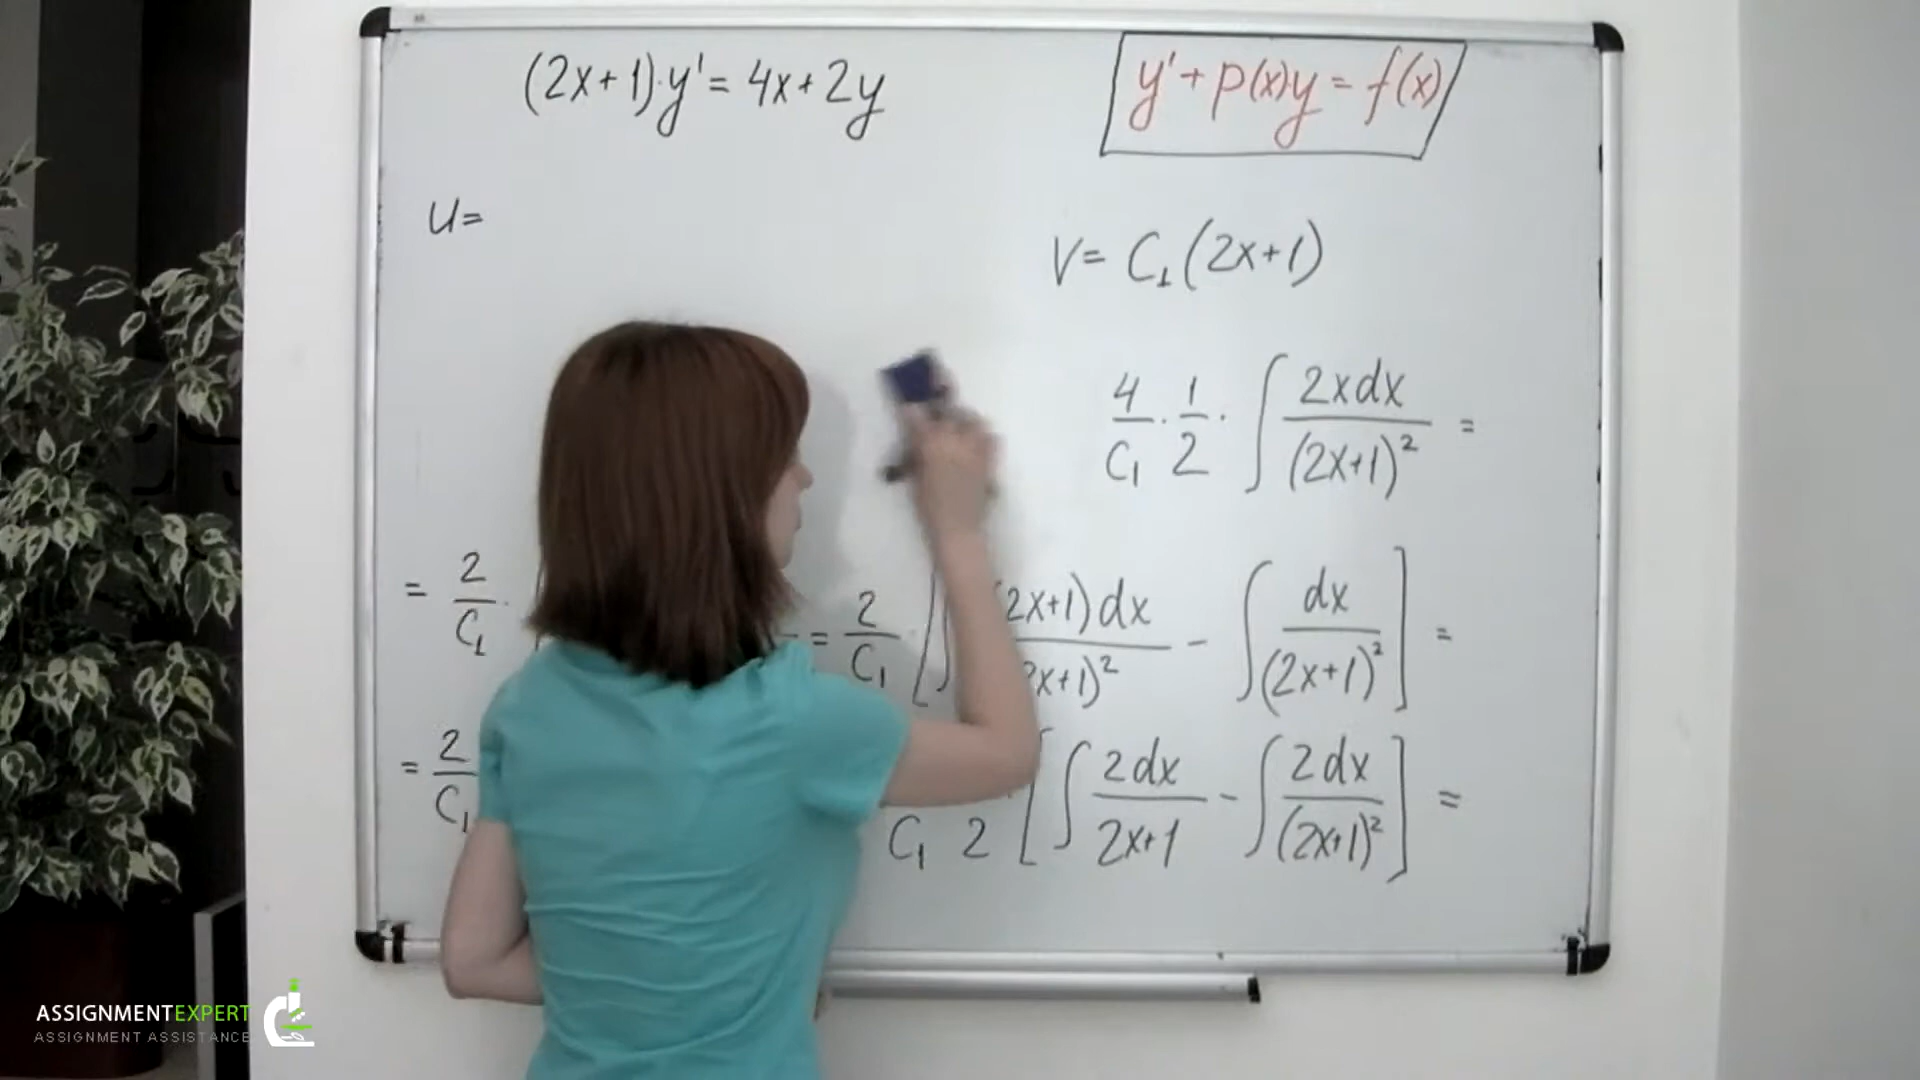 (2x+1)·y' = 4x+2y
y'+p(x)y = f(x)
u=
V= C₁(2x+1)
4/C₁ · 1/2 · ∫ 2xdx/(2x+1)² =
= 2/C₁ · = 2/C₁ [∫ (2x+1)dx/(2x+1)² - ∫ dx/(2x+1)²] =
= 2/C₁ C₁ 2 [∫ 2dx/2x+1 - ∫ 2dx/(2x+1)²] =
ASSIGNMENTEXPERT
ASSIGNMENT ASSISTANCE